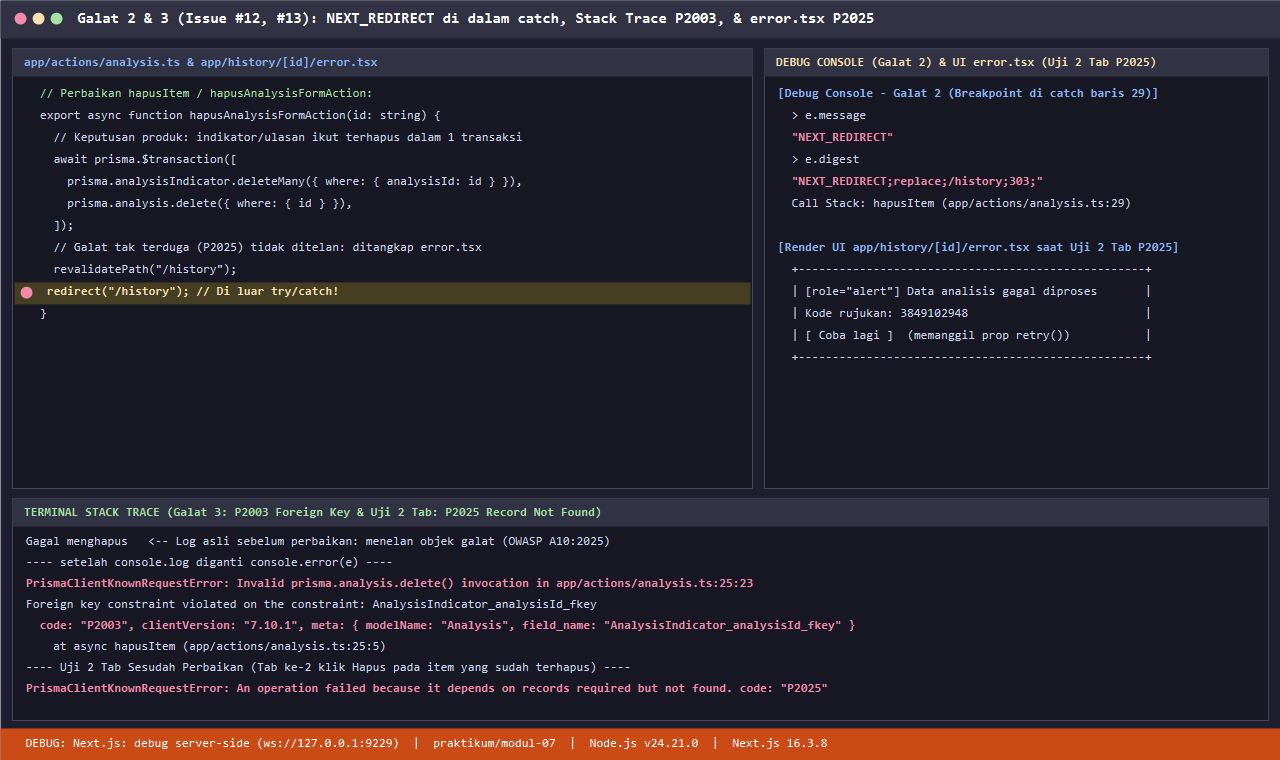 Galat 2 & 3 (Issue #12, #13): NEXT_REDIRECT di dalam catch, Stack Trace P2003, & error.tsx P2025
app/actions/analysis.ts & app/history/[id]/error.tsx
// Perbaikan hapusItem / hapusAnalysisFormAction:
export async function hapusAnalysisFormAction(id: string) {
// Keputusan produk: indikator/ulasan ikut terhapus dalam 1 transaksi
await prisma.$transaction([
prisma.analysisIndicator.deleteMany({ where: { analysisId: id } }),
prisma.analysis.delete({ where: { id } }),
]);
// Galat tak terduga (P2025) tidak ditelan: ditangkap error.tsx
revalidatePath("/history");
redirect("/history"); // Di luar try/catch!
}
DEBUG CONSOLE (Galat 2) & UI error.tsx (Uji 2 Tab P2025)
[Debug Console - Galat 2 (Breakpoint di catch baris 29)]
> e.message
"NEXT_REDIRECT"
> e.digest
"NEXT_REDIRECT;replace;/history;303;"
Call Stack: hapusItem (app/actions/analysis.ts:29)
[Render UI app/history/[id]/error.tsx saat Uji 2 Tab P2025]
+---------------------------------------------------+
| [role="alert"] Data analisis gagal diproses |
| Kode rujukan: 3849102948 |
| [ Coba lagi ] (memanggil prop retry()) |
+---------------------------------------------------+
TERMINAL STACK TRACE (Galat 3: P2003 Foreign Key & Uji 2 Tab: P2025 Record Not Found)
Gagal menghapus <-- Log asli sebelum perbaikan: menelan objek galat (OWASP A10:2025)
---- setelah console.log diganti console.error(e) ----
PrismaClientKnownRequestError: Invalid prisma.analysis.delete() invocation in app/actions/analysis.ts:25:23
Foreign key constraint violated on the constraint: AnalysisIndicator_analysisId_fkey
code: "P2003", clientVersion: "7.10.1", meta: { modelName: "Analysis", field_name: "AnalysisIndicator_analysisId_fkey" }
at async hapusItem (app/actions/analysis.ts:25:5)
---- Uji 2 Tab Sesudah Perbaikan (Tab ke-2 klik Hapus pada item yang sudah terhapus) ----
PrismaClientKnownRequestError: An operation failed because it depends on records required but not found. code: "P2025"
DEBUG: Next.js: debug server-side (ws://127.0.0.1:9229) | praktikum/modul-07 | Node.js v24.21.0 | Next.js 16.3.8